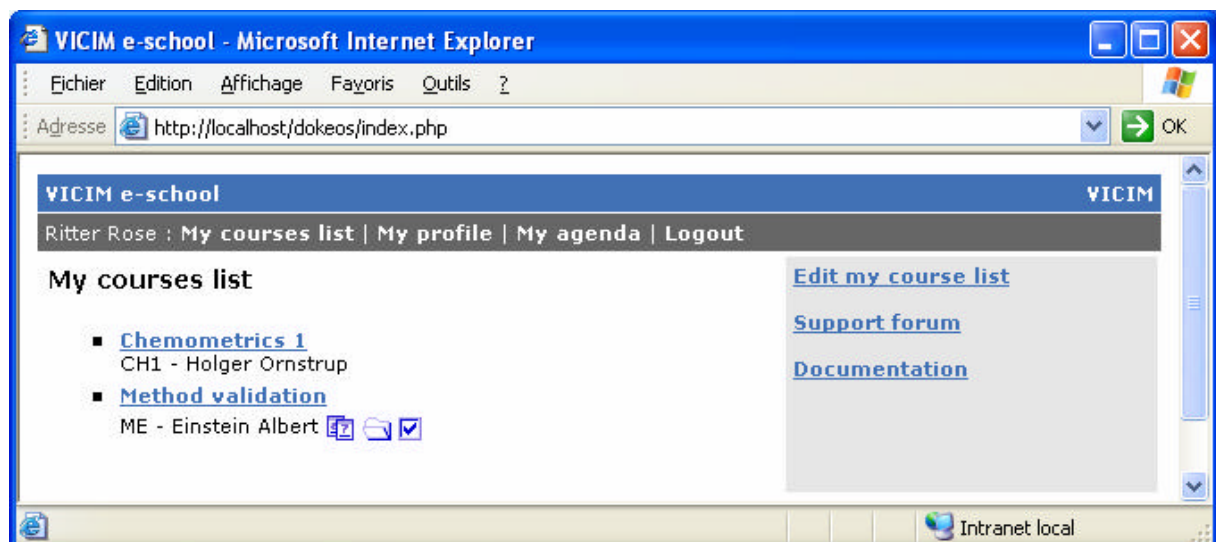 VICIM e-school - Microsoft Internet Explorer
Fichier Edition Affichage Favoris Outils ?
Adresse http://localhost/dokeos/index.php OK
VICIM e-school VICIM
Ritter Rose : My courses list | My profile | My agenda | Logout
My courses list
Chemometrics 1
CH1 - Holger Ornstrup
Method validation
ME - Einstein Albert
Edit my course list
Support forum
Documentation
Intranet local